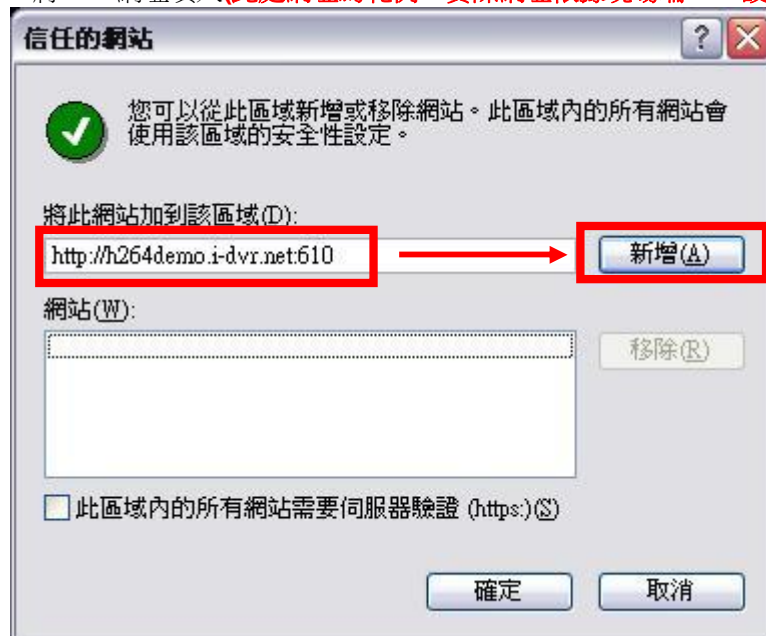 信任的網站
您可以從此區域新增或移除網站。此區域內的所有網站會
使用該區域的安全性設定。
將此網站加到該區域(D):
http://h264demo.i-dvr.net:610
新增(A)
網站(W):
移除(R)
此區域內的所有網站需要伺服器驗證 (https:)(S)
確定
取消